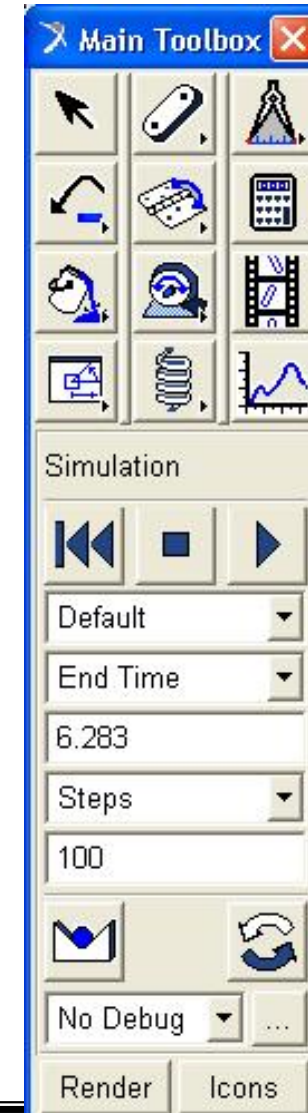 Main Toolbox
Simulation
Default
End Time
6.283
Steps
100
No Debug
...
Render Icons